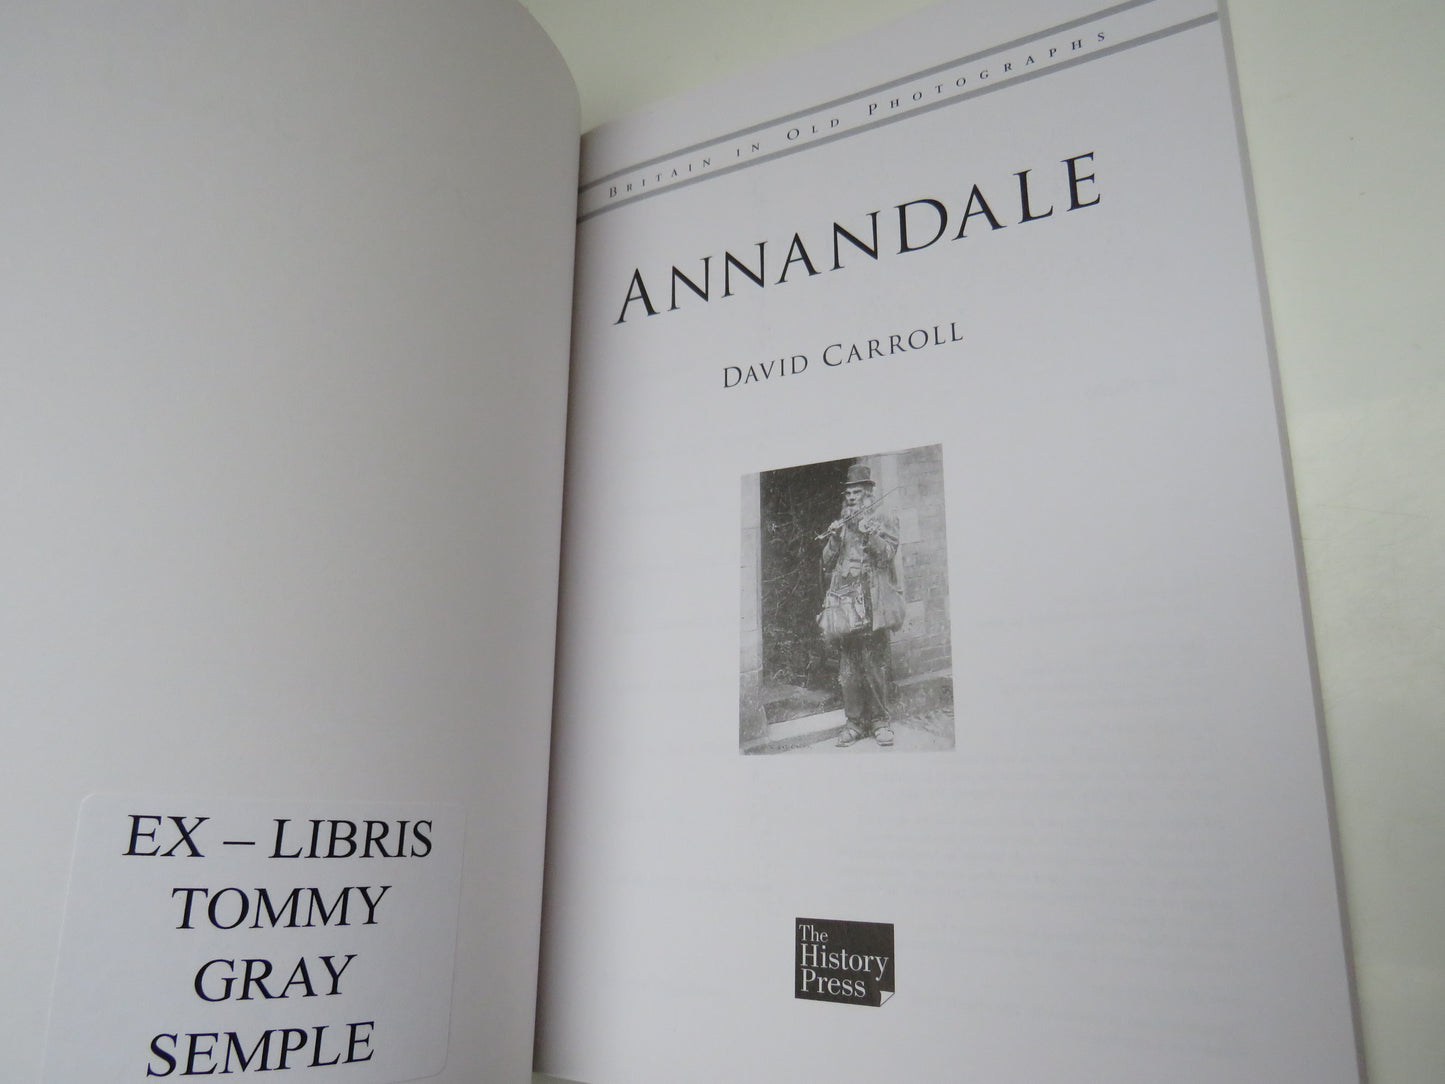 EX – LIBRIS
TOMMY
GRAY
SEMPLE
BRITAIN IN OLD PHOTOGRAPHS
ANNANDALE
DAVID CARROLL
The
History
Press